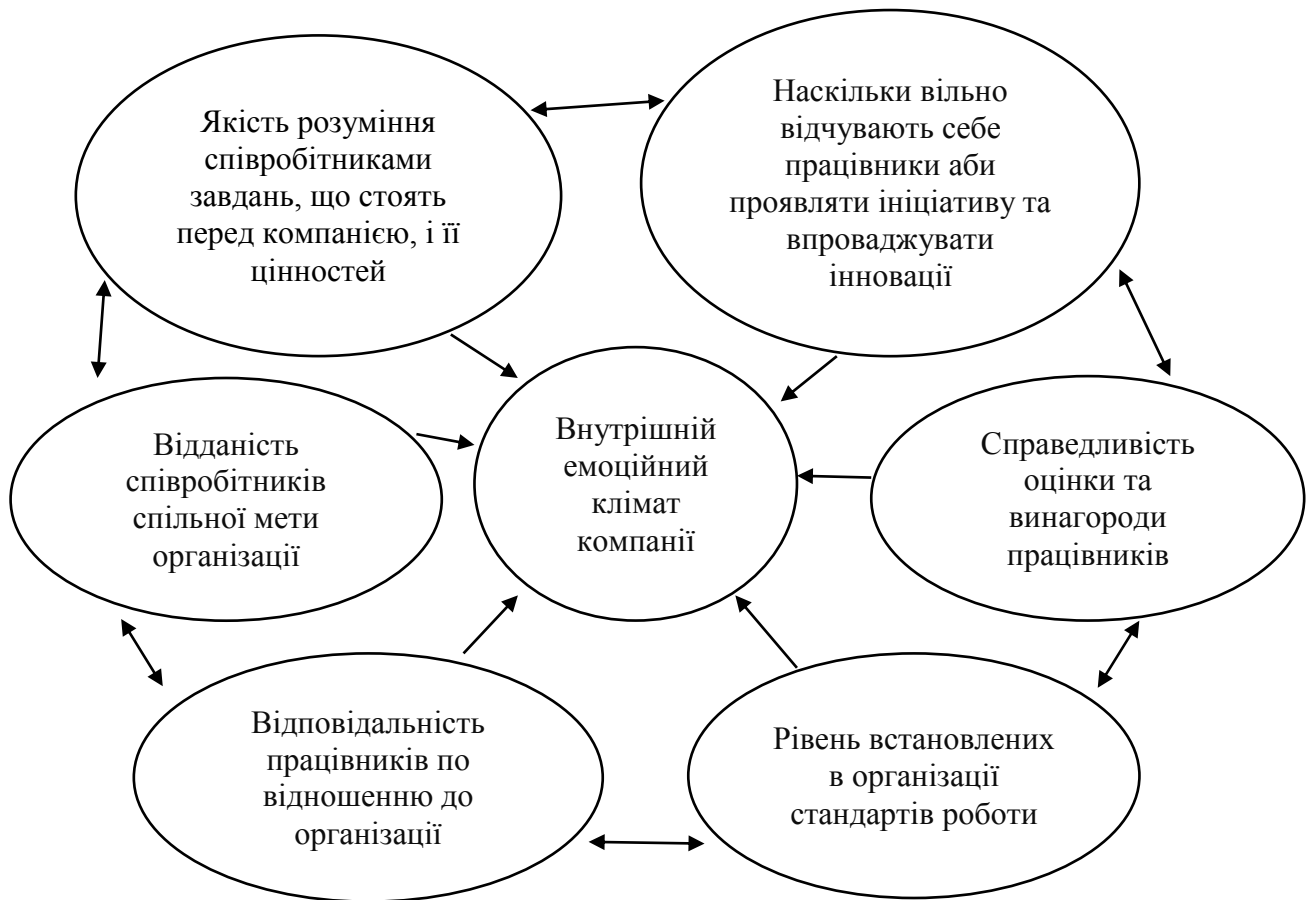 Якість розуміння
співробітниками
завдань, що стоять
перед компанією, і її
цінностей
Наскільки вільно
відчувають себе
працівники аби
проявляти ініціативу та
впроваджувати
інновації
Відданість
співробітників
спільної мети
організації
Внутрішній
емоційний
клімат
компанії
Справедливість
оцінки та
винагороди
працівників
Відповідальність
працівників по
відношенню до
організації
Рівень встановлених
в організації
стандартів роботи